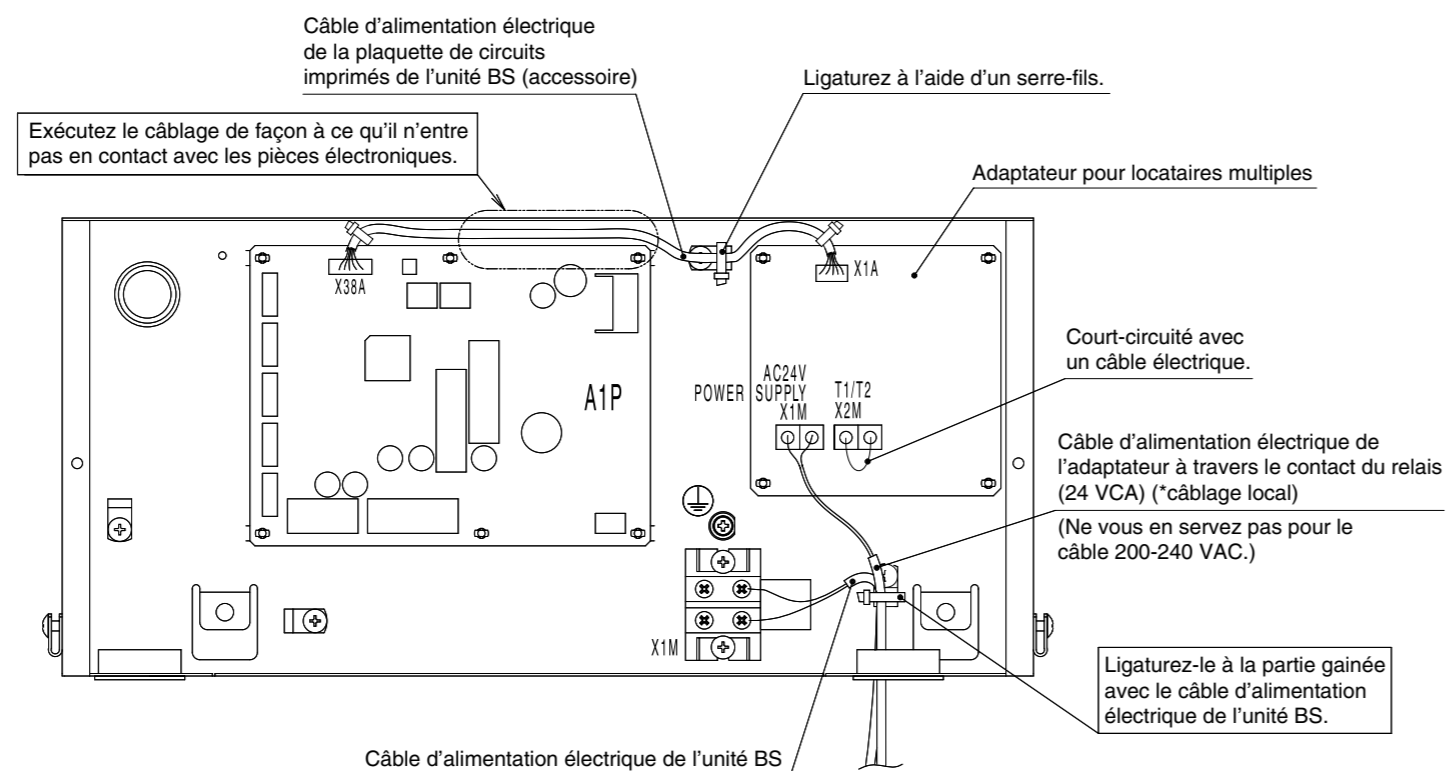 Câble d’alimentation électrique
de la plaquette de circuits
imprimés de l’unité BS (accessoire)
Ligaturez à l’aide d’un serre-fils.
Exécutez le câblage de façon à ce qu’il n’entre
pas en contact avec les pièces électroniques.
Adaptateur pour locataires multiples
X38A
X1A
Court-circuité avec
un câble électrique.
A1P
POWER
AC24V
SUPPLY
X1M
T1/T2
X2M
Câble d’alimentation électrique de
l’adaptateur à travers le contact du relais
(24 VCA) (*câblage local)
(Ne vous en servez pas pour le
câble 200-240 VAC.)
X1M
Ligaturez-le à la partie gainée
avec le câble d’alimentation
électrique de l’unité BS.
Câble d’alimentation électrique de l’unité BS